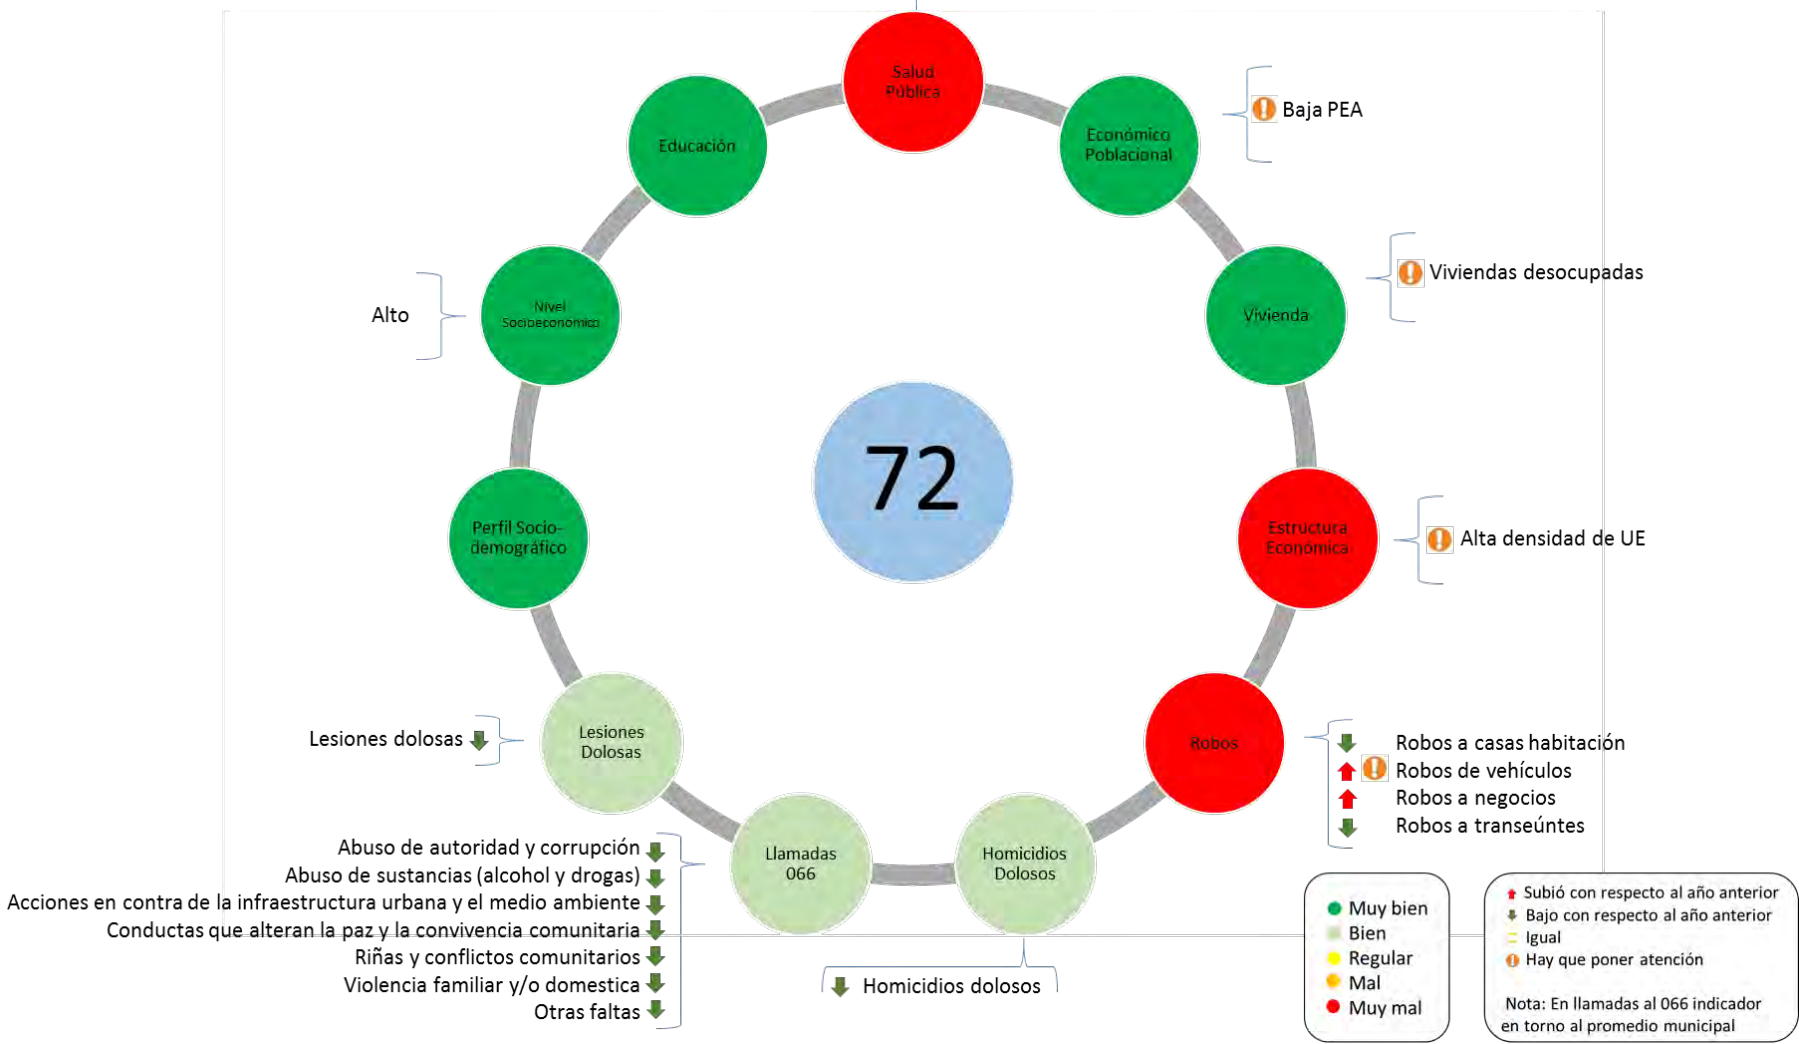 Salud
Pública
Educación
Económico
Poblacional
Baja PEA
Nivel
Socioeconómico
Alto
Vivienda
Viviendas desocupadas
72
Perfil Socio-
demográfico
Estructura
Económica
Alta densidad de UE
Lesiones
Dolosas
Lesiones dolosas
Robos
Robos a casas habitación
Robos de vehículos
Robos a negocios
Robos a transeúntes
Llamadas
066
Homicidios
Dolosos
Abuso de autoridad y corrupción
Abuso de sustancias (alcohol y drogas)
Acciones en contra de la infraestructura urbana y el medio ambiente
Conductas que alteran la paz y la convivencia comunitaria
Riñas y conflictos comunitarios
Violencia familiar y/o domestica
Otras faltas
Homicidios dolosos
Muy bien
Bien
Regular
Mal
Muy mal
Subió con respecto al año anterior
Bajo con respecto al año anterior
Igual
Hay que poner atención
Nota: En llamadas al 066 indicador
en torno al promedio municipal